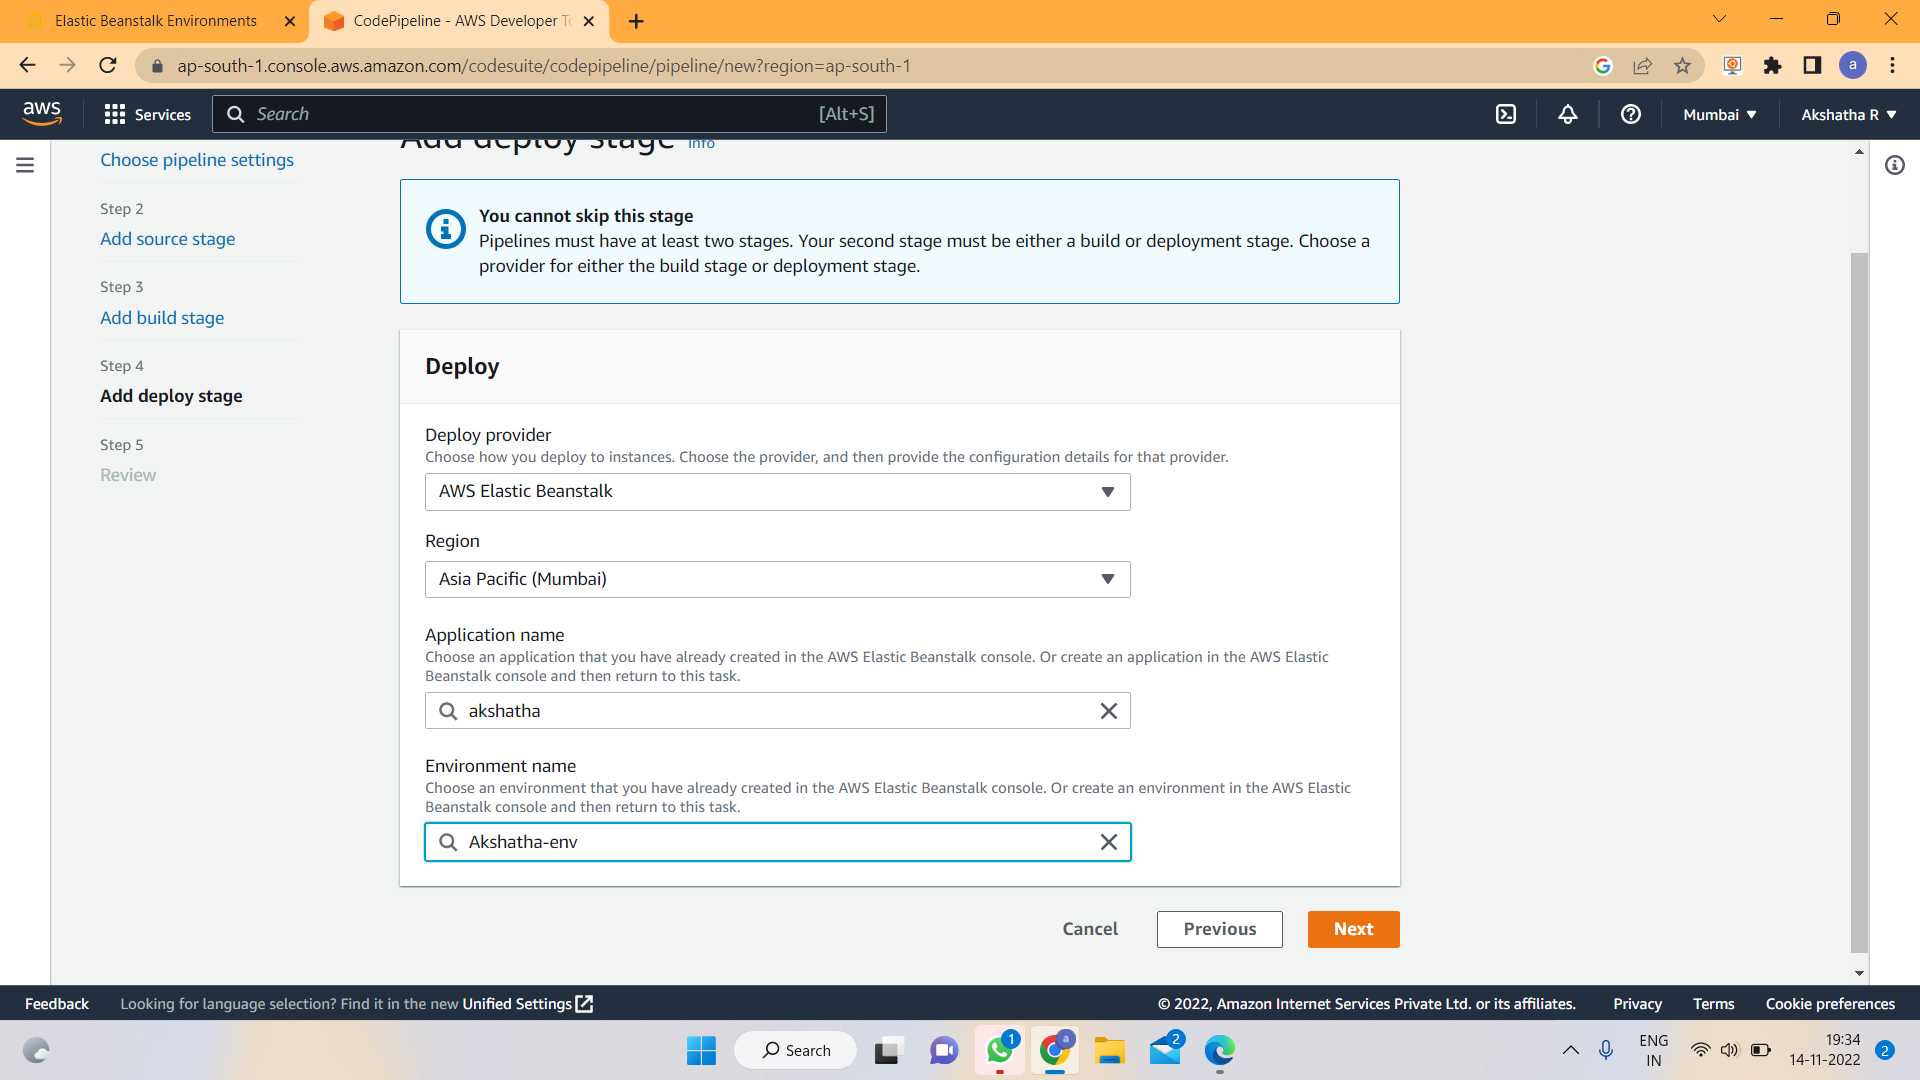 Elastic Beanstalk Environments
CodePipeline - AWS Developer To
ap-south-1.console.aws.amazon.com/codesuite/codepipeline/pipeline/new?region=ap-south-1
a
aws
Services
Search
[Alt+S]
Mumbai
Akshatha R
Add deploy stage Info
Choose pipeline settings
Step 2
Add source stage
Step 3
Add build stage
Step 4
Add deploy stage
Step 5
Review
You cannot skip this stage
Pipelines must have at least two stages. Your second stage must be either a build or deployment stage. Choose a
provider for either the build stage or deployment stage.
Deploy
Deploy provider
Choose how you deploy to instances. Choose the provider, and then provide the configuration details for that provider.
AWS Elastic Beanstalk
Region
Asia Pacific (Mumbai)
Application name
Choose an application that you have already created in the AWS Elastic Beanstalk console. Or create an application in the AWS Elastic
Beanstalk console and then return to this task.
akshatha
Environment name
Choose an environment that you have already created in the AWS Elastic Beanstalk console. Or create an environment in the AWS Elastic
Beanstalk console and then return to this task.
Akshatha-env
Cancel
Previous
Next
Feedback
Looking for language selection? Find it in the new Unified Settings
© 2022, Amazon Internet Services Private Ltd. or its affiliates.
Privacy
Terms
Cookie preferences
Search
1
a
2
ENG
IN
19:34
14-11-2022
2